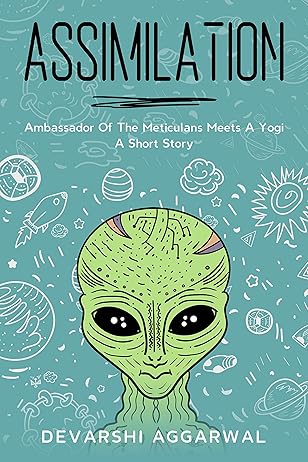 ASSIMILATION
Ambassador Of The Meticulans Meets A Yogi
A Short Story
DEVARSHI AGGARWAL